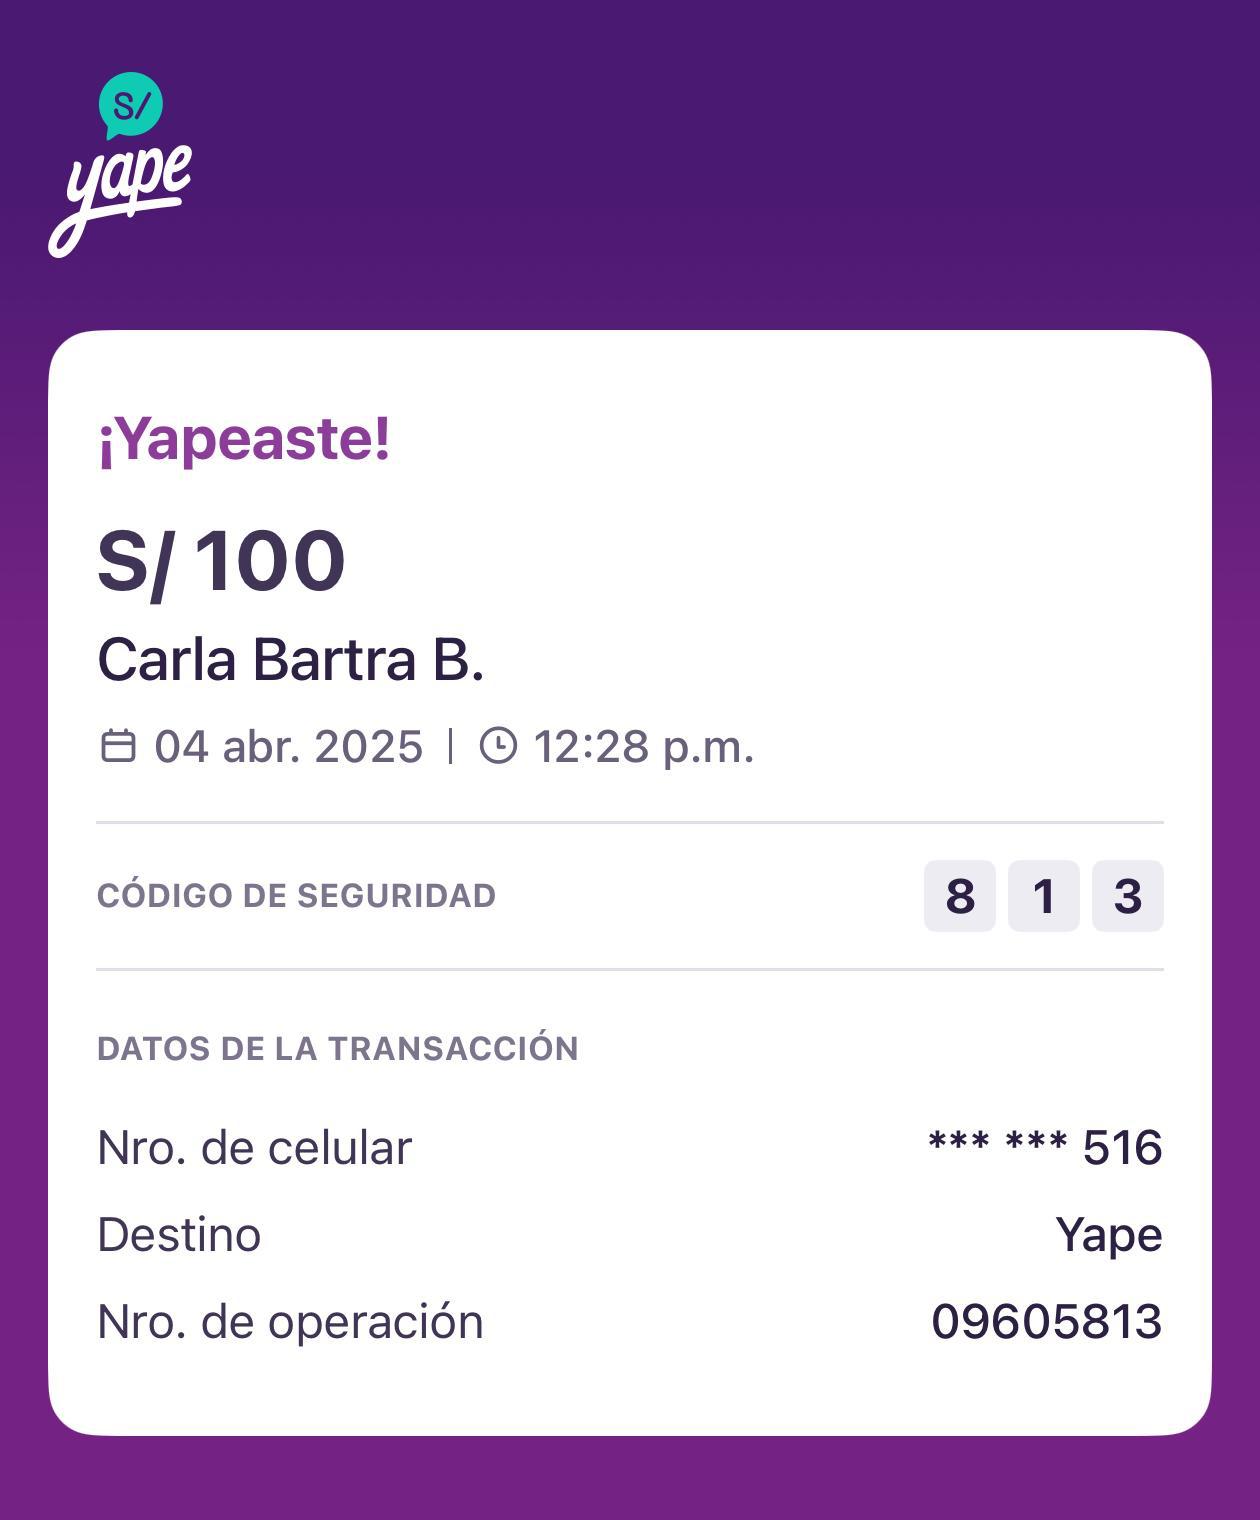 S/
yape
¡Yapeaste!
S/ 100
Carla Bartra B.
04 abr. 2025 | 12:28 p.m.
CÓDIGO DE SEGURIDAD 8 1 3
DATOS DE LA TRANSACCIÓN
Nro. de celular *** *** 516
Destino Yape
Nro. de operación 09605813